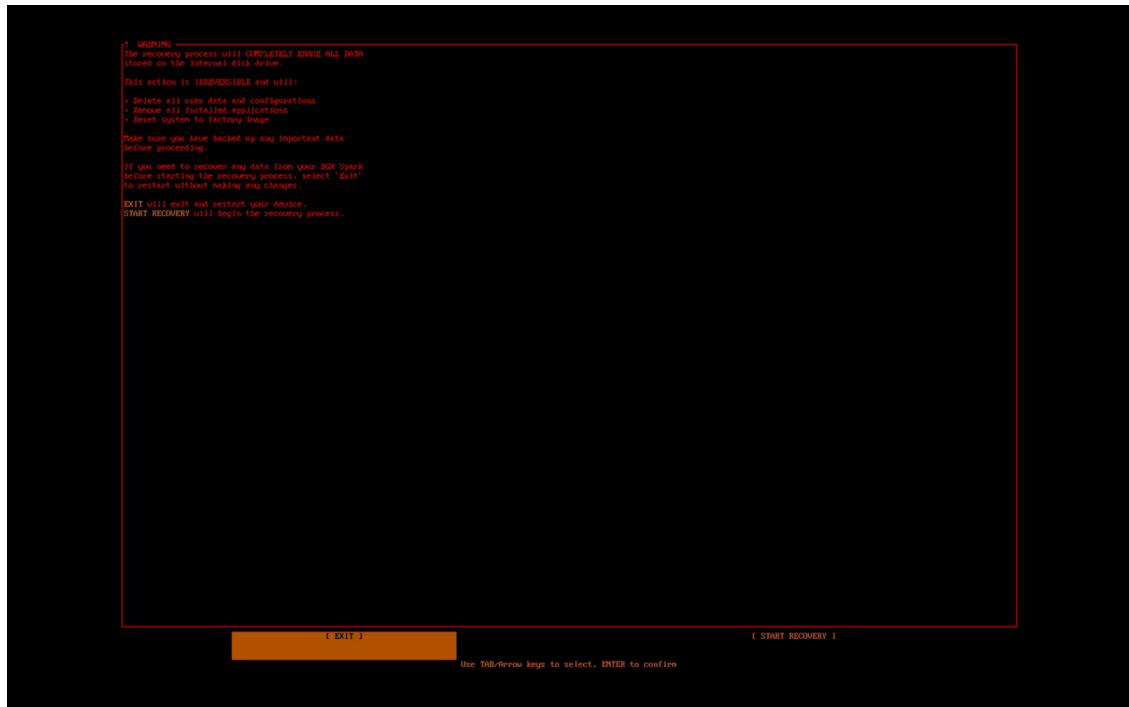 ! WARNING
The recovery process will COMPLETELY ERASE ALL DATA
stored on the internal disk drive.
This action is IRREVERSIBLE and will:
• Delete all user data and configurations
• Remove all installed applications
• Reset system to factory image
Make sure you have backed up any important data
before proceeding.
If you need to recover any data from your DGX Spark
before starting the recovery process, select 'Exit'
to restart without making any changes.
EXIT will exit and restart your device.
START RECOVERY will begin the recovery process.
[ EXIT ]
[ START RECOVERY ]
Use TAB/Arrow keys to select, ENTER to confirm